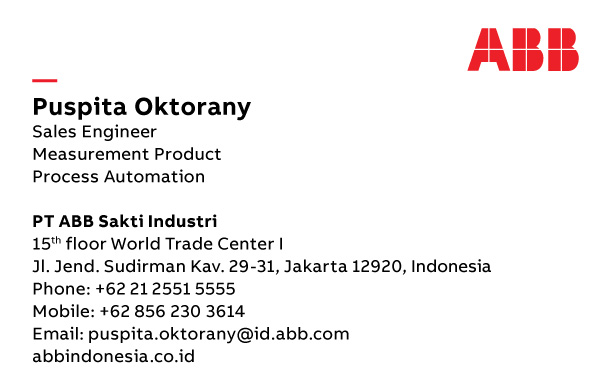 ABB
Puspita Oktorany
Sales Engineer
Measurement Product
Process Automation
PT ABB Sakti Industri
15th floor World Trade Center I
Jl. Jend. Sudirman Kav. 29-31, Jakarta 12920, Indonesia
Phone: +62 21 2551 5555
Mobile: +62 856 230 3614
Email: puspita.oktorany@id.abb.com
abbindonesia.co.id